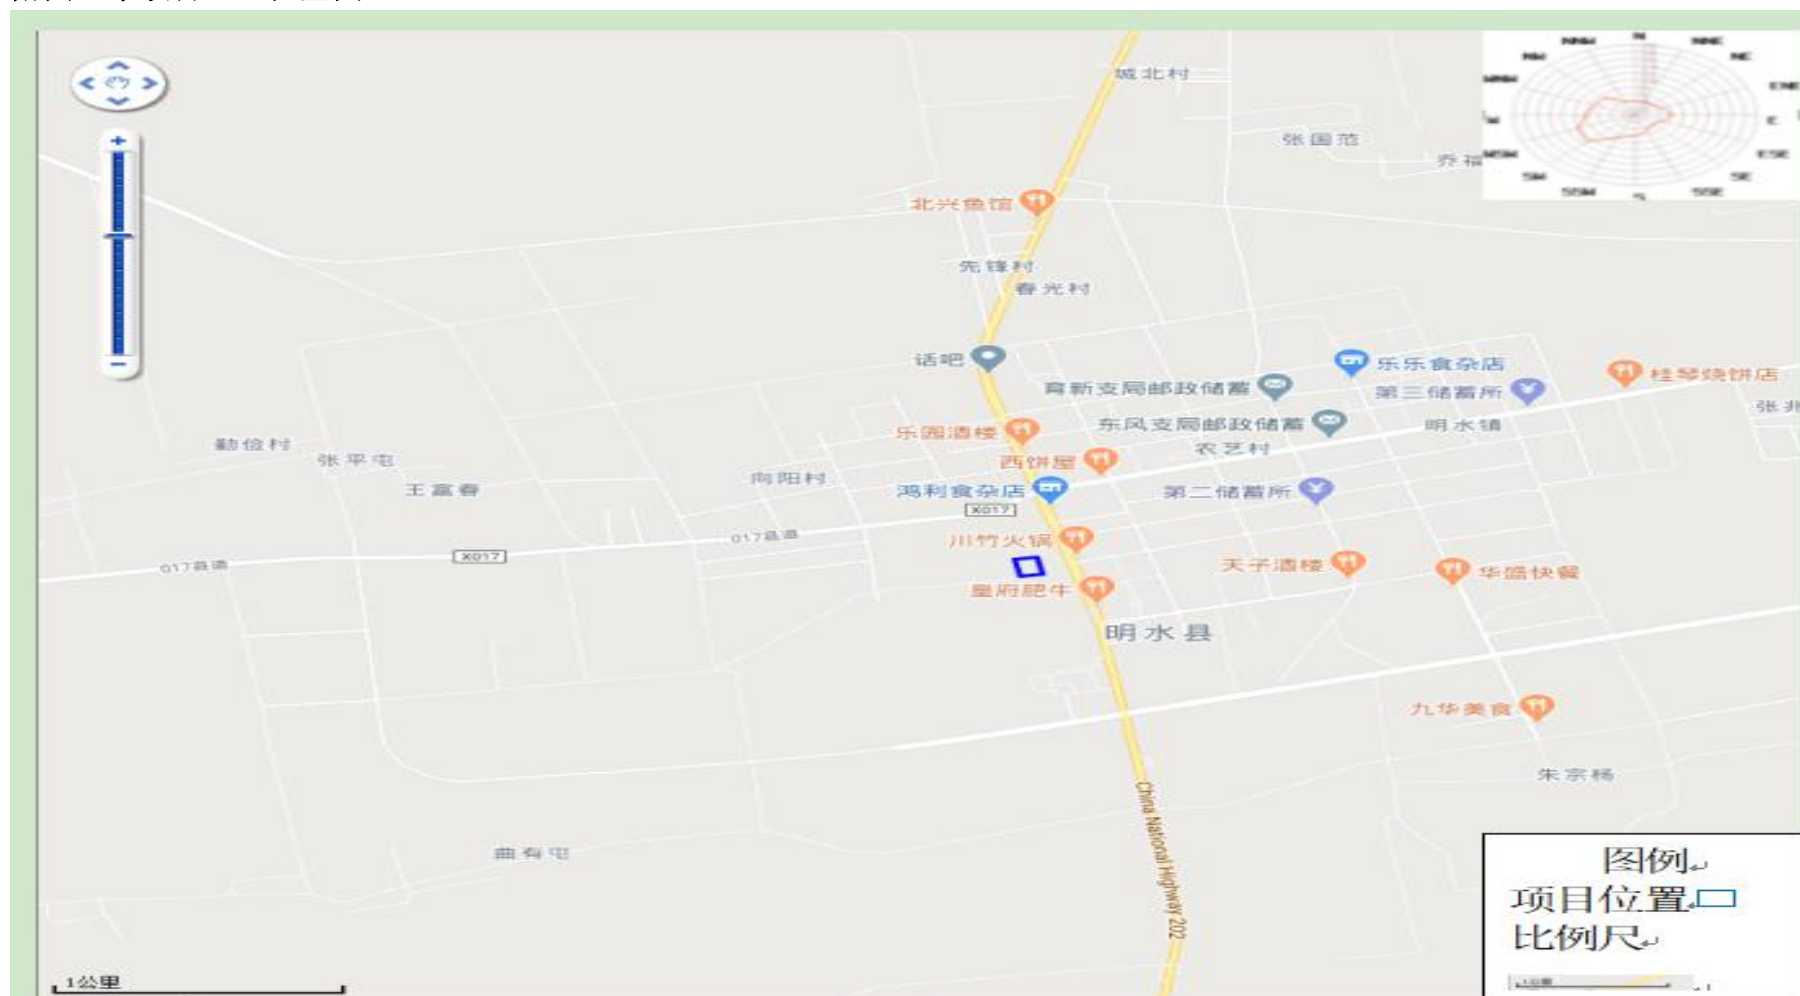 N
NNW
NNE
NW
NE
WNW
ENE
W
E
WSW
ESE
SW
SE
SSW
SSE
S
城北村
张国范
乔福
北兴鱼馆
先锋村
春光村
话吧
乐乐食杂店
育新支局邮政储蓄
第三储蓄所
桂琴烧饼店
张兆
东风支局邮政储蓄
明水镇
乐园酒楼
农艺村
勤俭村
张平屯
西饼屋
王富春
向阳村
鸿利食杂店
第二储蓄所
X017
017县道
川竹火锅
X017
017县道
天子酒楼
华盛快餐
皇府肥牛
明水县
九华美食
朱宗杨
China National Highway 202
曲有屯
图例
项目位置
比例尺
1公里
1公里